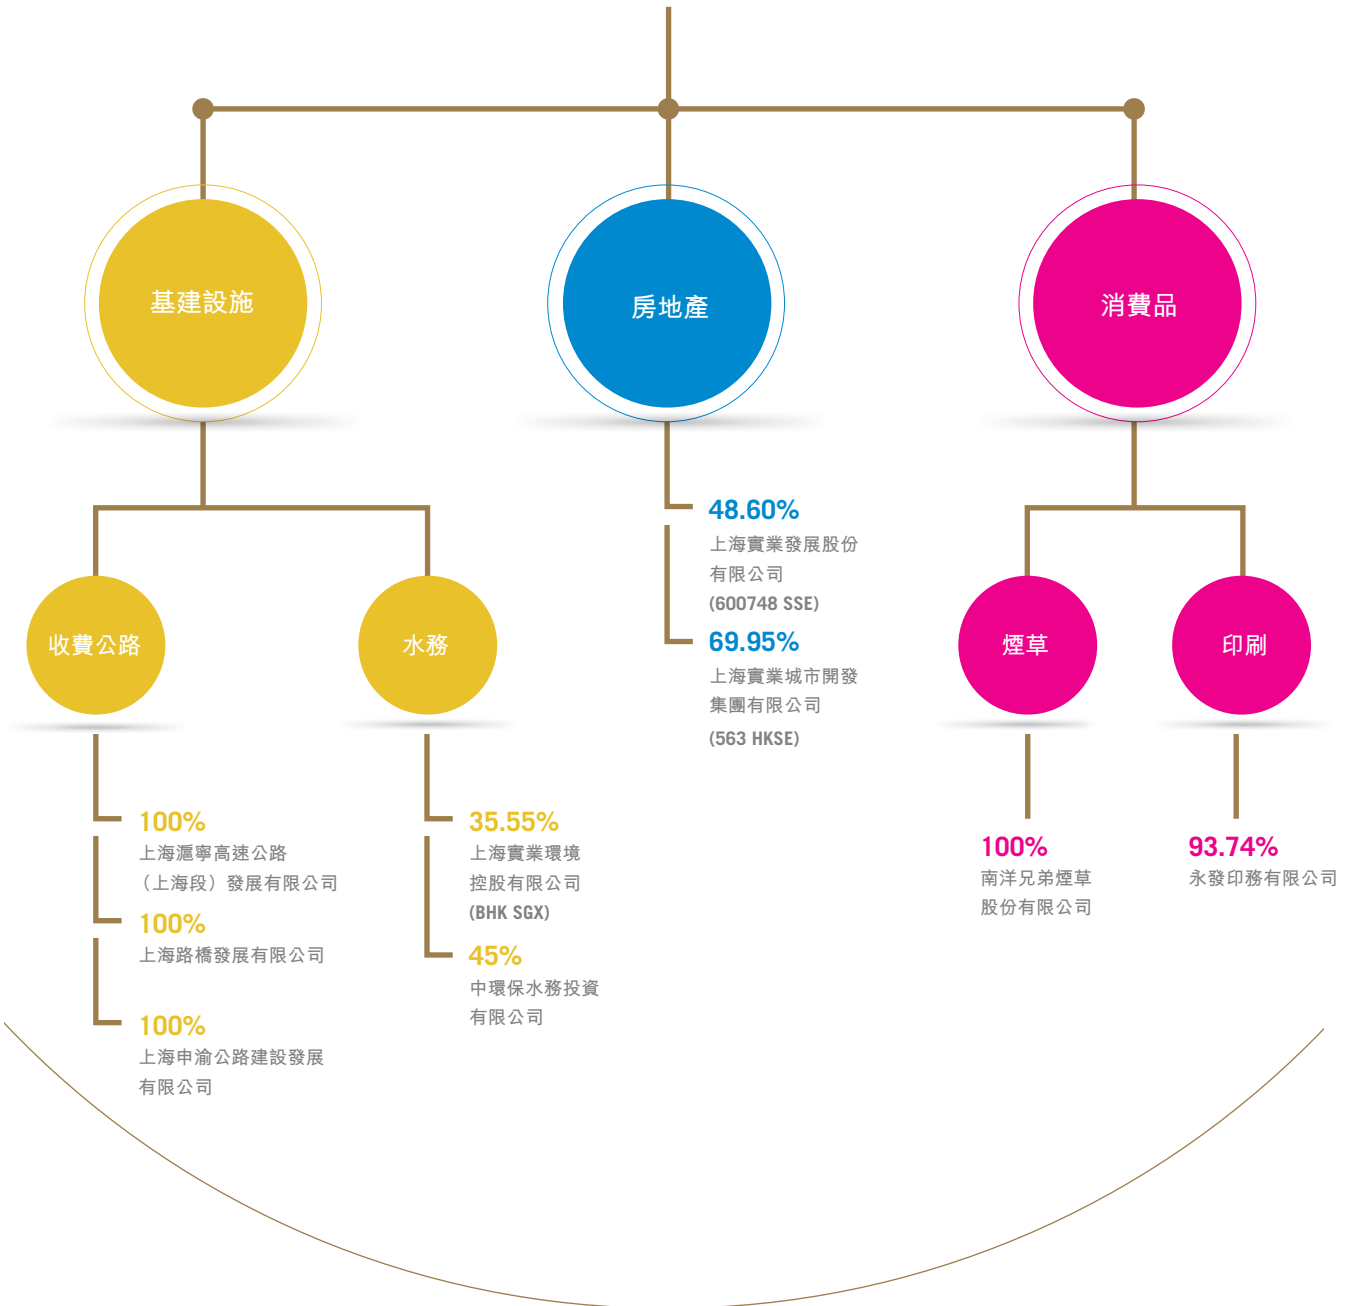 基建設施
房地產
消費品
48.60%
上海實業發展股份
有限公司
(600748 SSE)
69.95%
上海實業城市開發
集團有限公司
(563 HKSE)
收費公路
水務
煙草
印刷
100%
上海滬寧高速公路
（上海段）發展有限公司
100%
上海路橋發展有限公司
100%
上海申渝公路建設發展
有限公司
35.55%
上海實業環境
控股有限公司
(BHK SGX)
45%
中環保水務投資
有限公司
100%
南洋兄弟煙草
股份有限公司
93.74%
永發印務有限公司